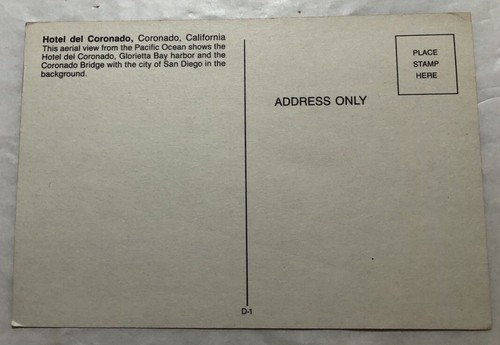 Hotel del Coronado, Coronado, California
This aerial view from the Pacific Ocean shows the
Hotel del Coronado, Glorietta Bay harbor and the
Coronado Bridge with the city of San Diego in the
background.
PLACE
STAMP
HERE
ADDRESS ONLY
D-1